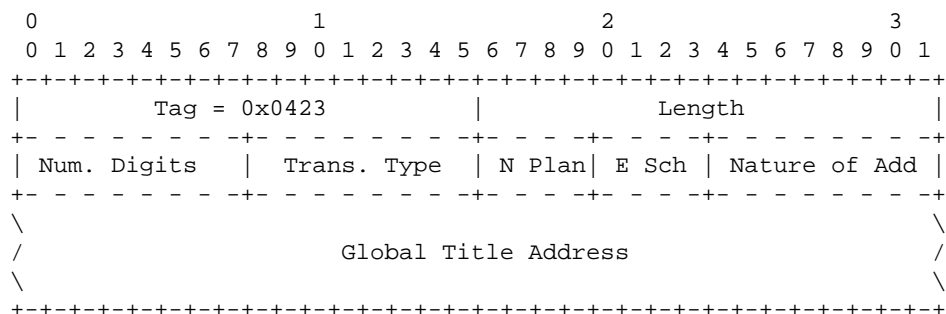 0                   1                   2                   3
 0 1 2 3 4 5 6 7 8 9 0 1 2 3 4 5 6 7 8 9 0 1 2 3 4 5 6 7 8 9 0 1
+-+-+-+-+-+-+-+-+-+-+-+-+-+-+-+-+-+-+-+-+-+-+-+-+-+-+-+-+-+-+-+-+
|         Tag = 0x0423          |            Length             |
+- - - - - - - -+- - - - - - - -+- - - -+- - - -+- - - - - - - -+
| Num. Digits   |  Trans. Type  | N Plan| E Sch | Nature of Add |
+- - - - - - - -+- - - - - - - -+- - - -+- - - -+- - - - - - - -+
\                                                               \
/                      Global Title Address                     /
\                                                               \
+-+-+-+-+-+-+-+-+-+-+-+-+-+-+-+-+-+-+-+-+-+-+-+-+-+-+-+-+-+-+-+-+